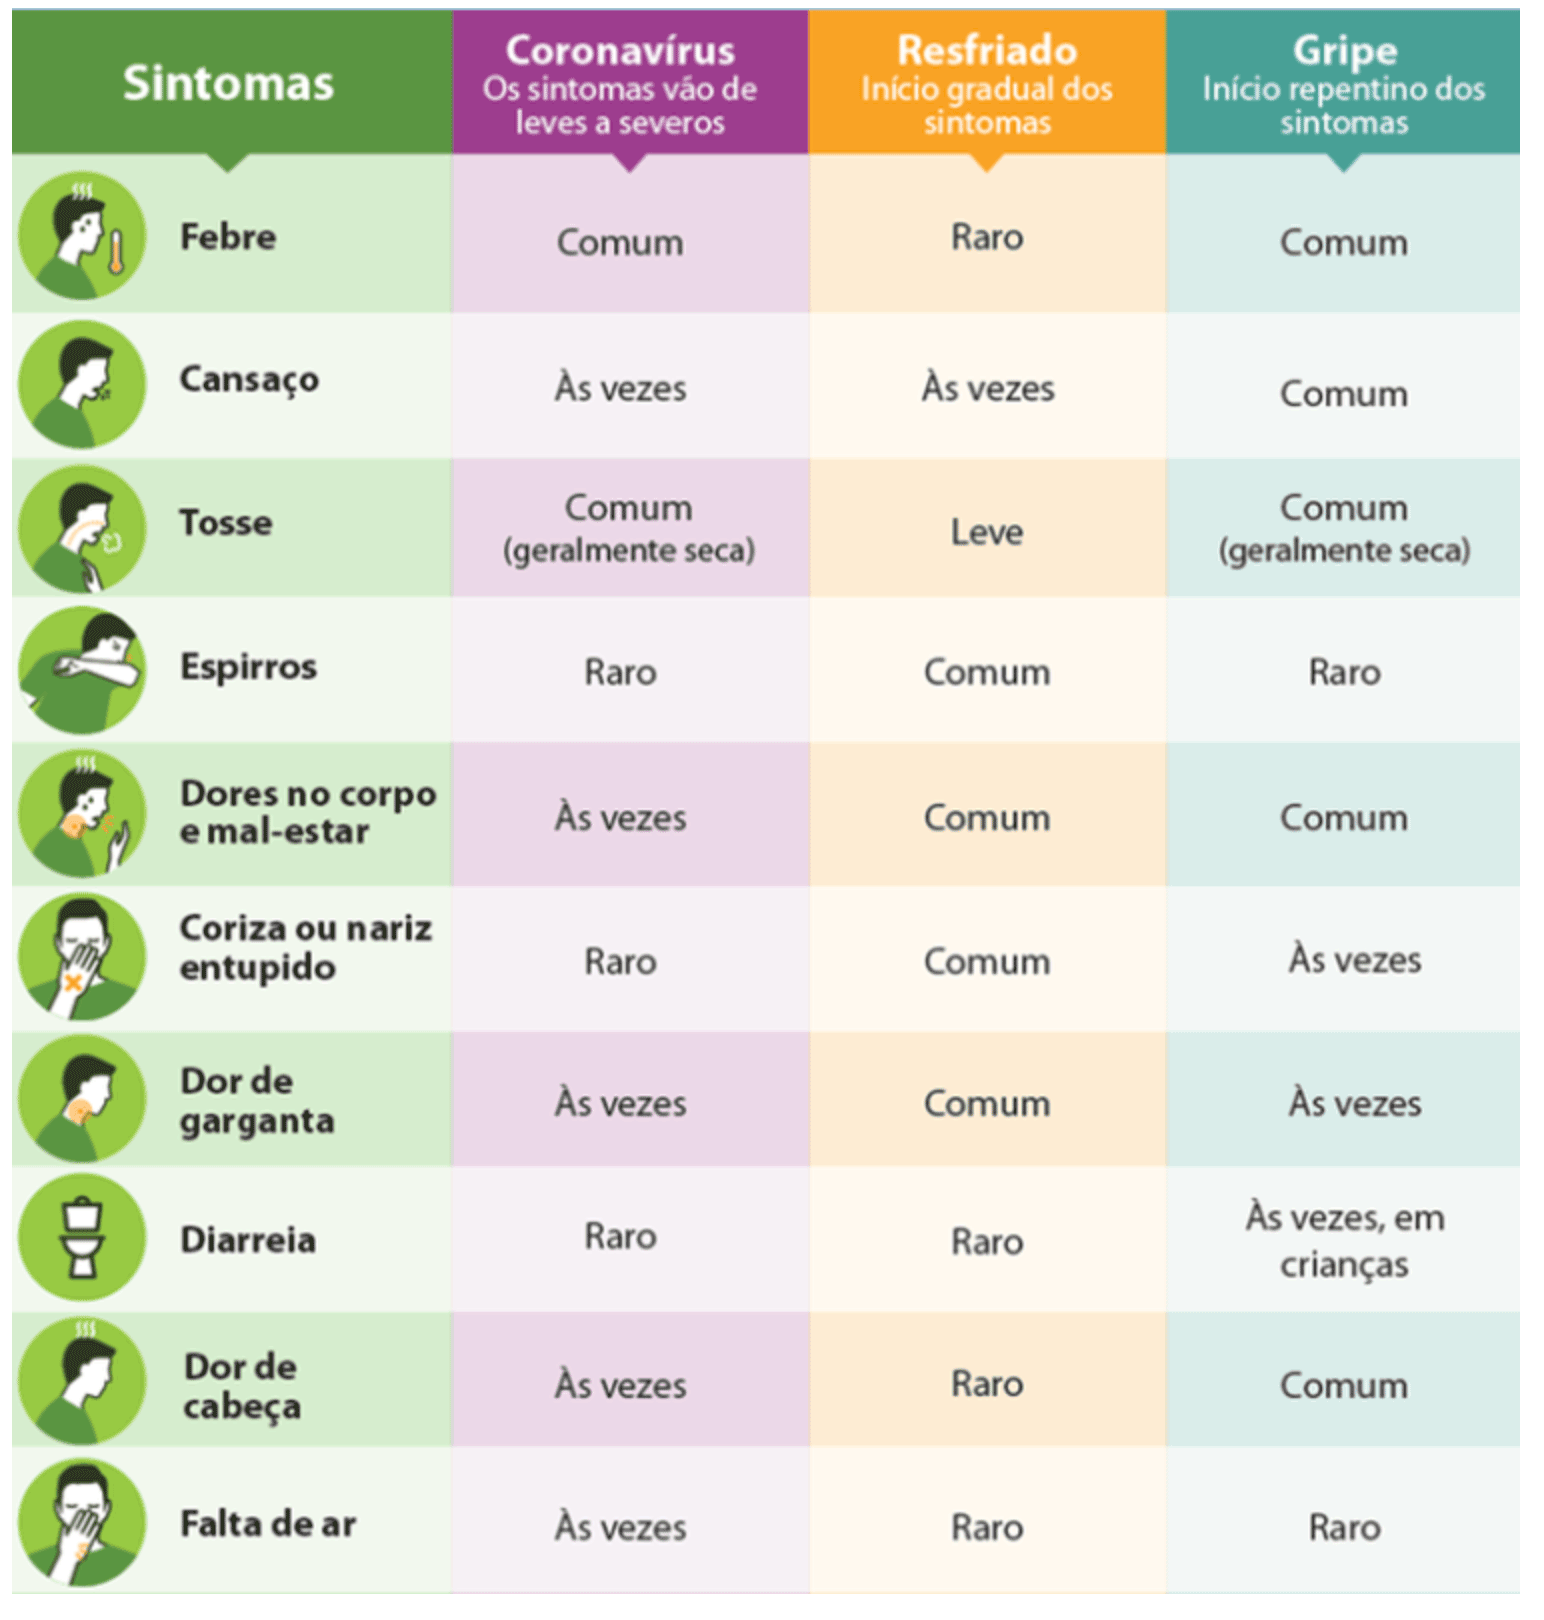 Sintomas
Coronavírus
Os sintomas vão de
leves a severos
Resfriado
Início gradual dos
sintomas
Gripe
Início repentino dos
sintomas
Febre
Comum
Raro
Comum
Cansaço
Às vezes
Às vezes
Comum
Tosse
Comum
(geralmente seca)
Leve
Comum
(geralmente seca)
Espirros
Raro
Comum
Raro
Dores no corpo
e mal-estar
Às vezes
Comum
Comum
Coriza ou nariz
entupido
Raro
Comum
Às vezes
Dor de
garganta
Às vezes
Comum
Às vezes
Diarreia
Raro
Raro
Às vezes, em
crianças
Dor de
cabeça
Às vezes
Raro
Comum
Falta de ar
Às vezes
Raro
Raro